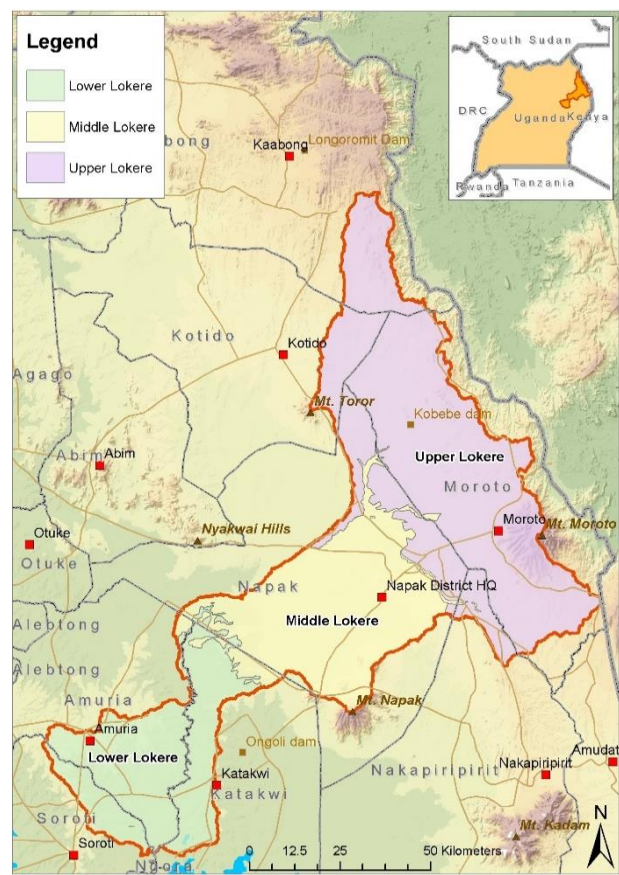 Legend
Lower Lokere
Middle Lokere
Upper Lokere
South Sudan
DRC
Uganda
Kenya
Rwanda
Tanzania
bong
Longoromit Dam
Kaabong
Kotido
Kotido
Agago
Mt. Toror
Kobebe dam
Abim
Abim
Upper Lokere
Moroto
Moroto
Mt. Moroto
Otuke
Otuke
Nyakwai Hills
Napak
Napak District HQ
Alebtong
Middle Lokere
Alebtong
Amuria
Mt. Napak
Amuria
Ongoli dam
Lower Lokere
Katakwi
Katakwi
Nakapiripirit
Nakapiripirit
Amudat
Soroti
Soroti
Ngora
Mt. Kadam
N
0 12.5 25 50 Kilometers